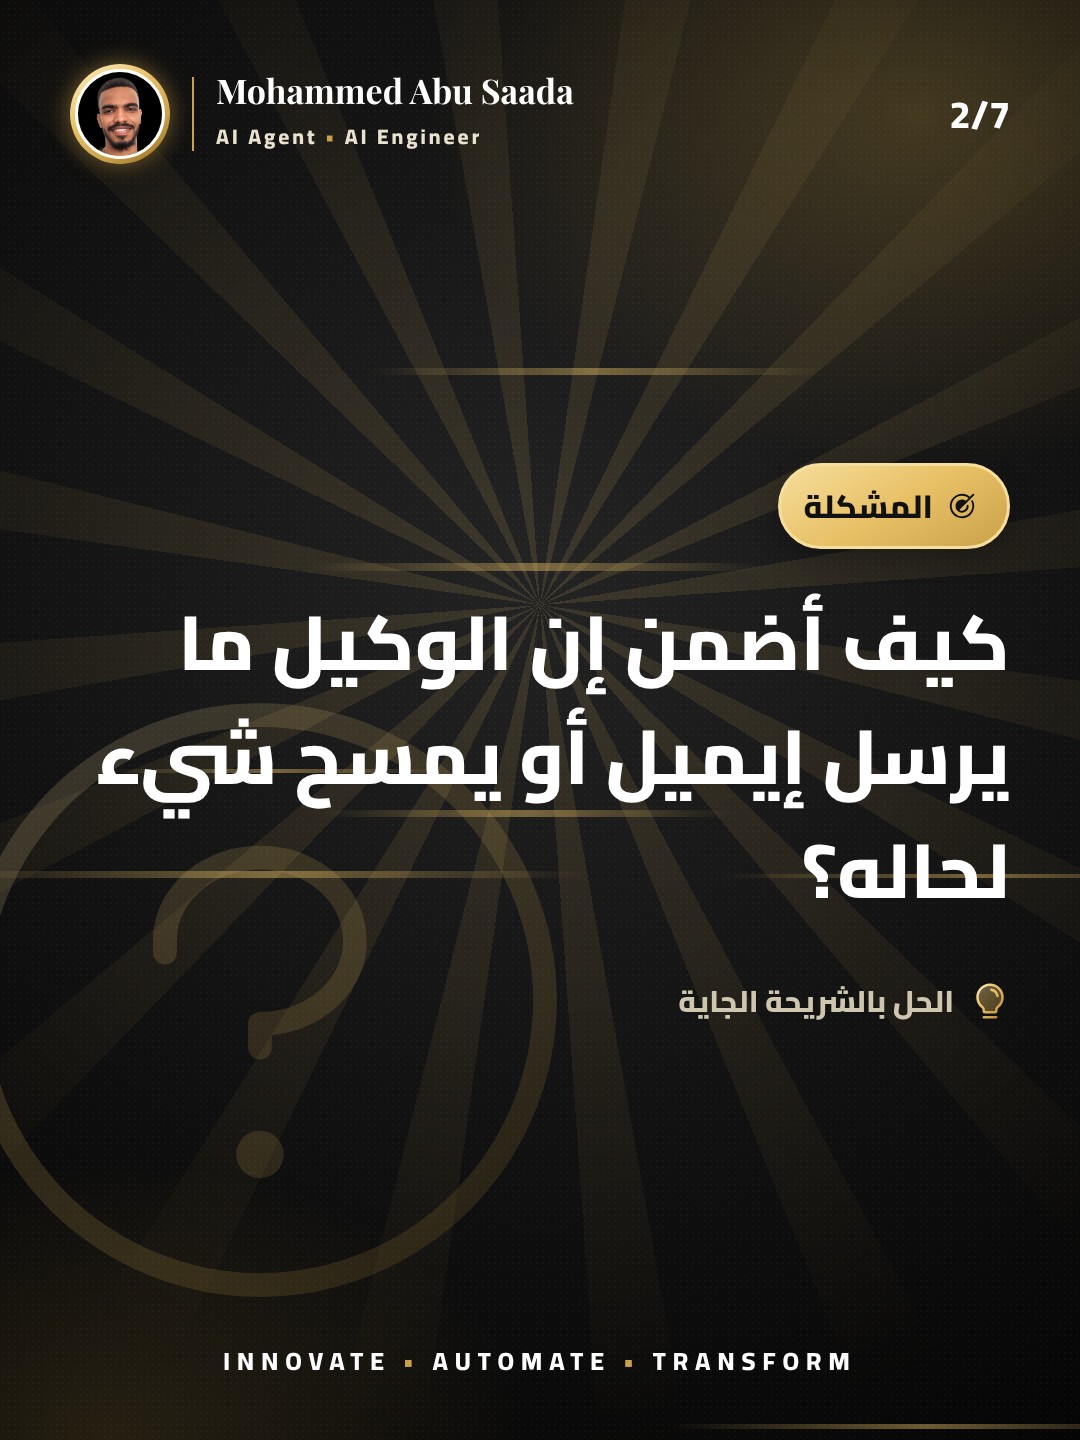 Mohammed Abu Saada
AI Agent ▪ AI Engineer
2/7
المشكلة
كيف أضمن إن الوكيل ما
يرسل إيميل أو يمسح شيء
لحاله؟
الحل بالشريحة الجاية
INNOVATE ▪ AUTOMATE ▪ TRANSFORM